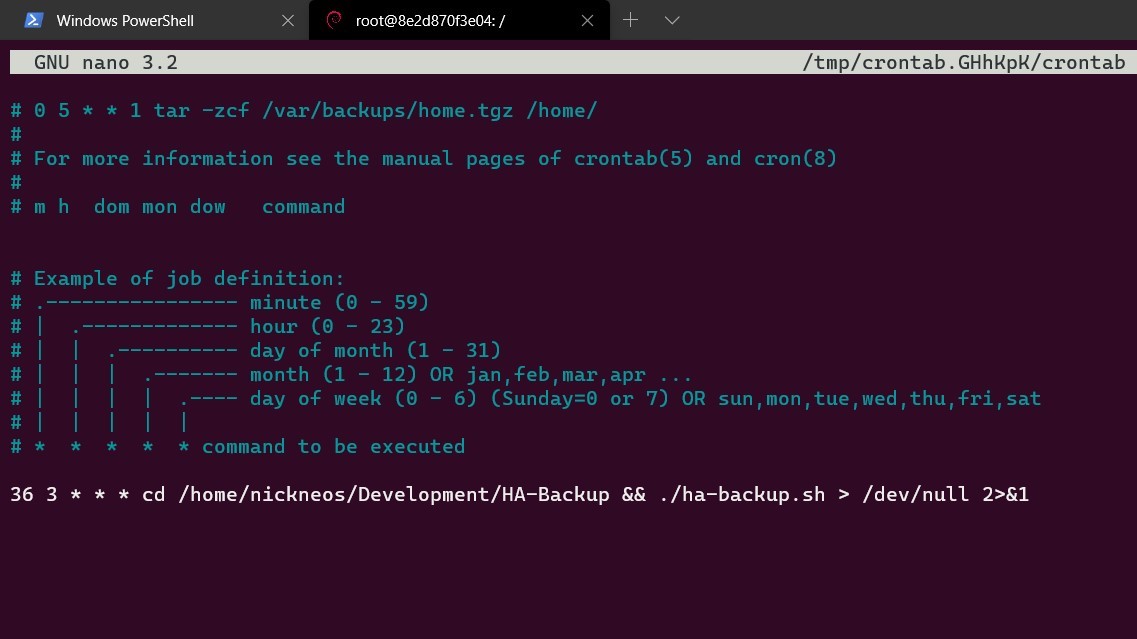 Windows PowerShell
root@8e2d870f3e04: /
GNU nano 3.2 /tmp/crontab.GHhKpK/crontab
# 0 5 * * 1 tar -zcf /var/backups/home.tgz /home/
#
# For more information see the manual pages of crontab(5) and cron(8)
#
# m h  dom mon dow   command
# Example of job definition:
# .---------------- minute (0 - 59)
# |  .------------- hour (0 - 23)
# |  |  .---------- day of month (1 - 31)
# |  |  |  .------- month (1 - 12) OR jan,feb,mar,apr ...
# |  |  |  |  .---- day of week (0 - 6) (Sunday=0 or 7) OR sun,mon,tue,wed,thu,fri,sat
# |  |  |  |  |
# *  *  *  *  * command to be executed
36 3 * * * cd /home/nickneos/Development/HA-Backup && ./ha-backup.sh > /dev/null 2>&1